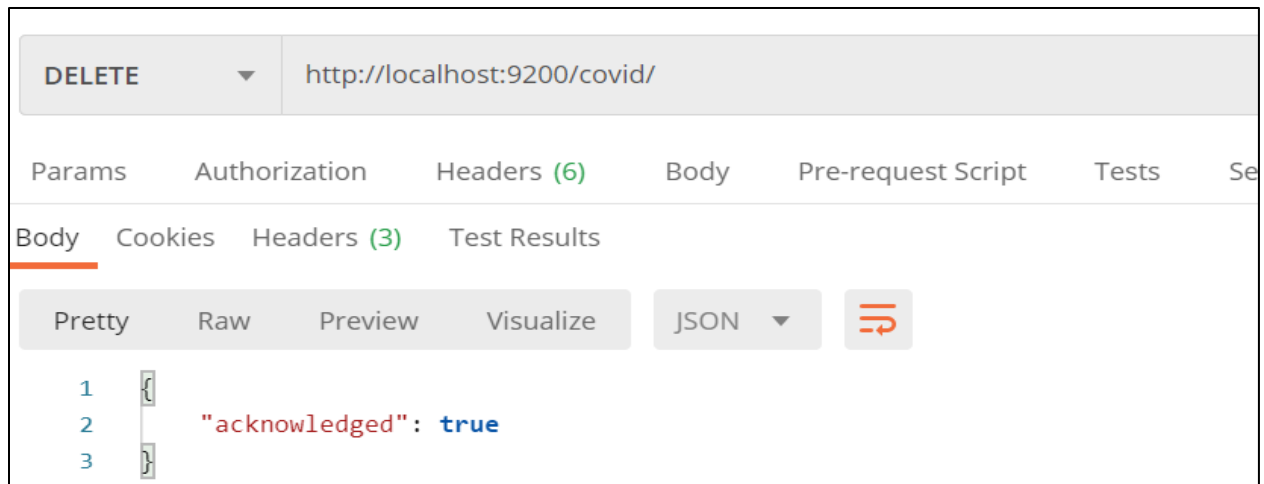 DELETE http://localhost:9200/covid/
Params Authorization Headers (6) Body Pre-request Script Tests Se
Body Cookies Headers (3) Test Results
Pretty Raw Preview Visualize JSON
1 {
2 "acknowledged": true
3 }